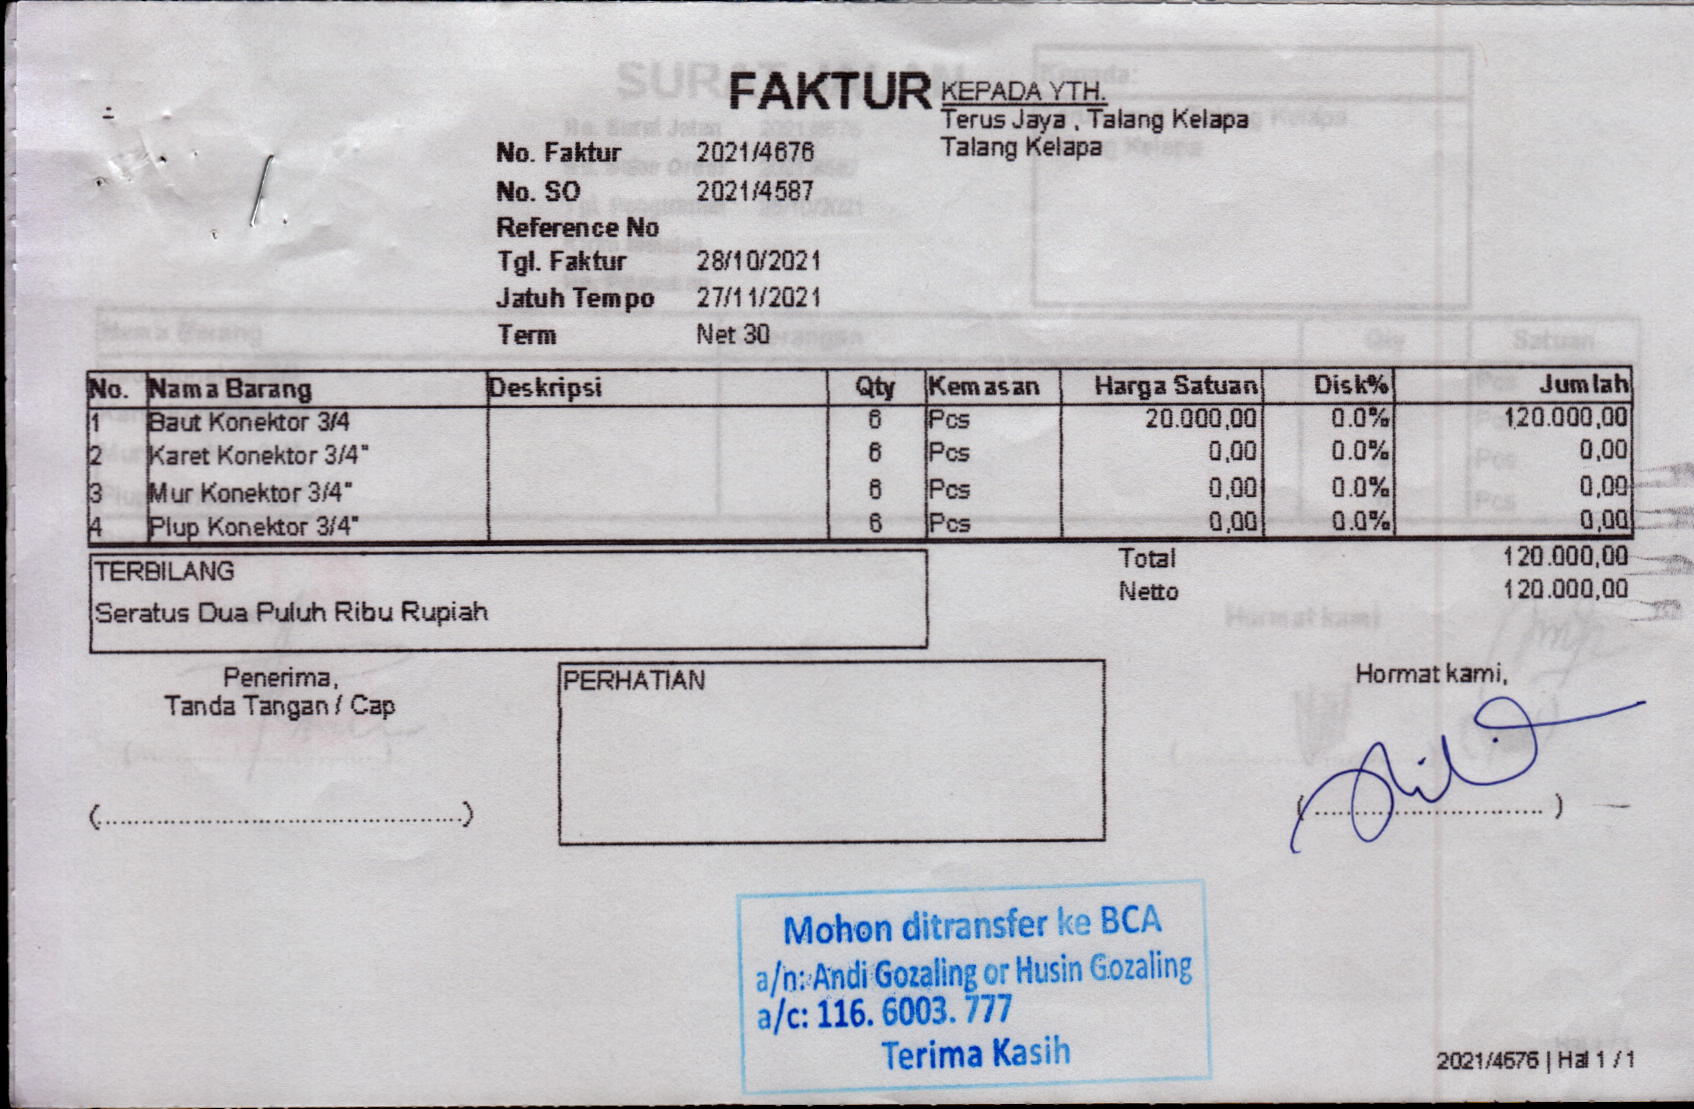 FAKTUR
KEPADA YTH.
Terus Jaya , Talang Kelapa
Talang Kelapa
No. Faktur 2021/4676
No. SO 2021/4587
Reference No
Tgl. Faktur 28/10/2021
Jatuh Tempo 27/11/2021
Term Net 30
No. Nama Barang Deskripsi Qty Kemasan Harga Satuan Disk% Jumlah
1 Baut Konektor 3/4 6 Pcs 20.000,00 0.0% 120.000,00
2 Karet Konektor 3/4" 6 Pcs 0,00 0.0% 0,00
3 Mur Konektor 3/4" 6 Pcs 0,00 0.0% 0,00
4 Plup Konektor 3/4" 6 Pcs 0,00 0.0% 0,00
Total 120.000,00
Netto 120.000,00
TERBILANG
Seratus Dua Puluh Ribu Rupiah
Penerima,
Tanda Tangan / Cap
(..............................................)
PERHATIAN
Hormat kami,
(..............................)
Mohon ditransfer ke BCA
a/n: Andi Gozaling or Husin Gozaling
a/c: 116. 6003. 777
Terima Kasih
2021/4676 | Hal 1 / 1